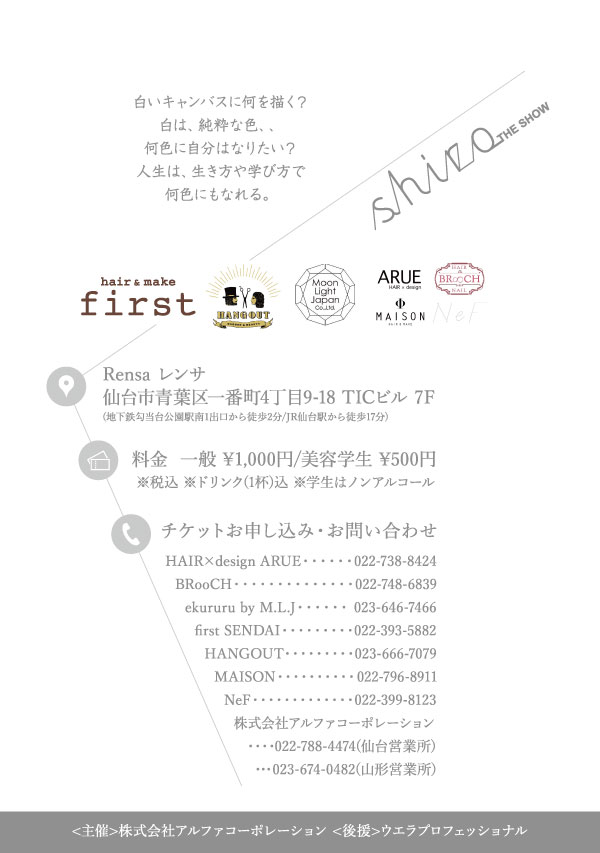 白いキャンバスに何を描く?
白は、純粋な色、、
何色に自分はなりたい?
人生は、生き方や学び方で
何色にもなれる。
shiro THE SHOW
hair & make
first
HANGOUT
Moon
Light
Japan
Co.,Ltd.
ARUE
HAIR × design
HAIR
&
BRooCH
NAIL
MAISON
HAIR & MAKE
NeF
Rensa レンサ
仙台市青葉区一番町4丁目9-18 TICビル 7F
(地下鉄勾当台公園駅南1出口から徒歩2分/JR仙台駅から徒歩17分)
料金 一般 ¥1,000円/美容学生 ¥500円
※税込 ※ドリンク(1杯)込 ※学生はノンアルコール
チケットお申し込み・お問い合わせ
HAIR×design ARUE・・・・・・022-738-8424
BRooCH・・・・・・・・・・・・・・022-748-6839
ekururu by M.L.J・・・・・・ 023-646-7466
first SENDAI・・・・・・・・・022-393-5882
HANGOUT・・・・・・・・・023-666-7079
MAISON・・・・・・・・・・022-796-8911
NeF・・・・・・・・・・・・022-399-8123
株式会社アルファコーポレーション
・・・・022-788-4474(仙台営業所)
…023-674-0482(山形営業所)
<主催>株式会社アルファコーポレーション <後援>ウエラプロフェッショナル